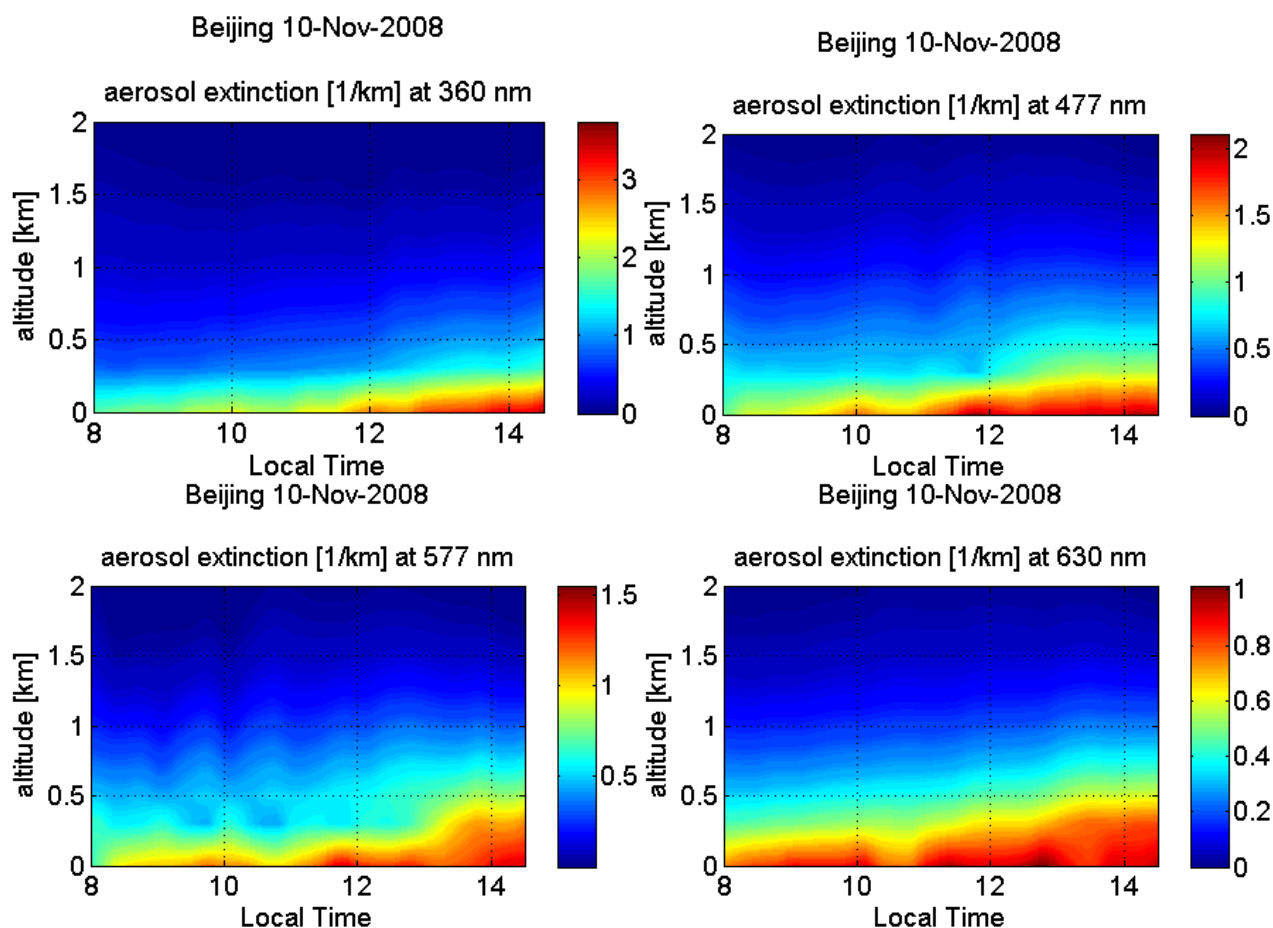 Beijing 10-Nov-2008
aerosol extinction [1/km] at 360 nm
2
1.5
1
0.5
0
altitude [km]
8 10 12 14
Local Time
3
2
1
0
Beijing 10-Nov-2008
aerosol extinction [1/km] at 477 nm
2
1.5
1
0.5
0
altitude [km]
8 10 12 14
Local Time
2
1.5
1
0.5
0
Beijing 10-Nov-2008
aerosol extinction [1/km] at 577 nm
2
1.5
1
0.5
0
altitude [km]
8 10 12 14
Local Time
1.5
1
0.5
Beijing 10-Nov-2008
aerosol extinction [1/km] at 630 nm
2
1.5
1
0.5
0
altitude [km]
8 10 12 14
Local Time
1
0.8
0.6
0.4
0.2
0